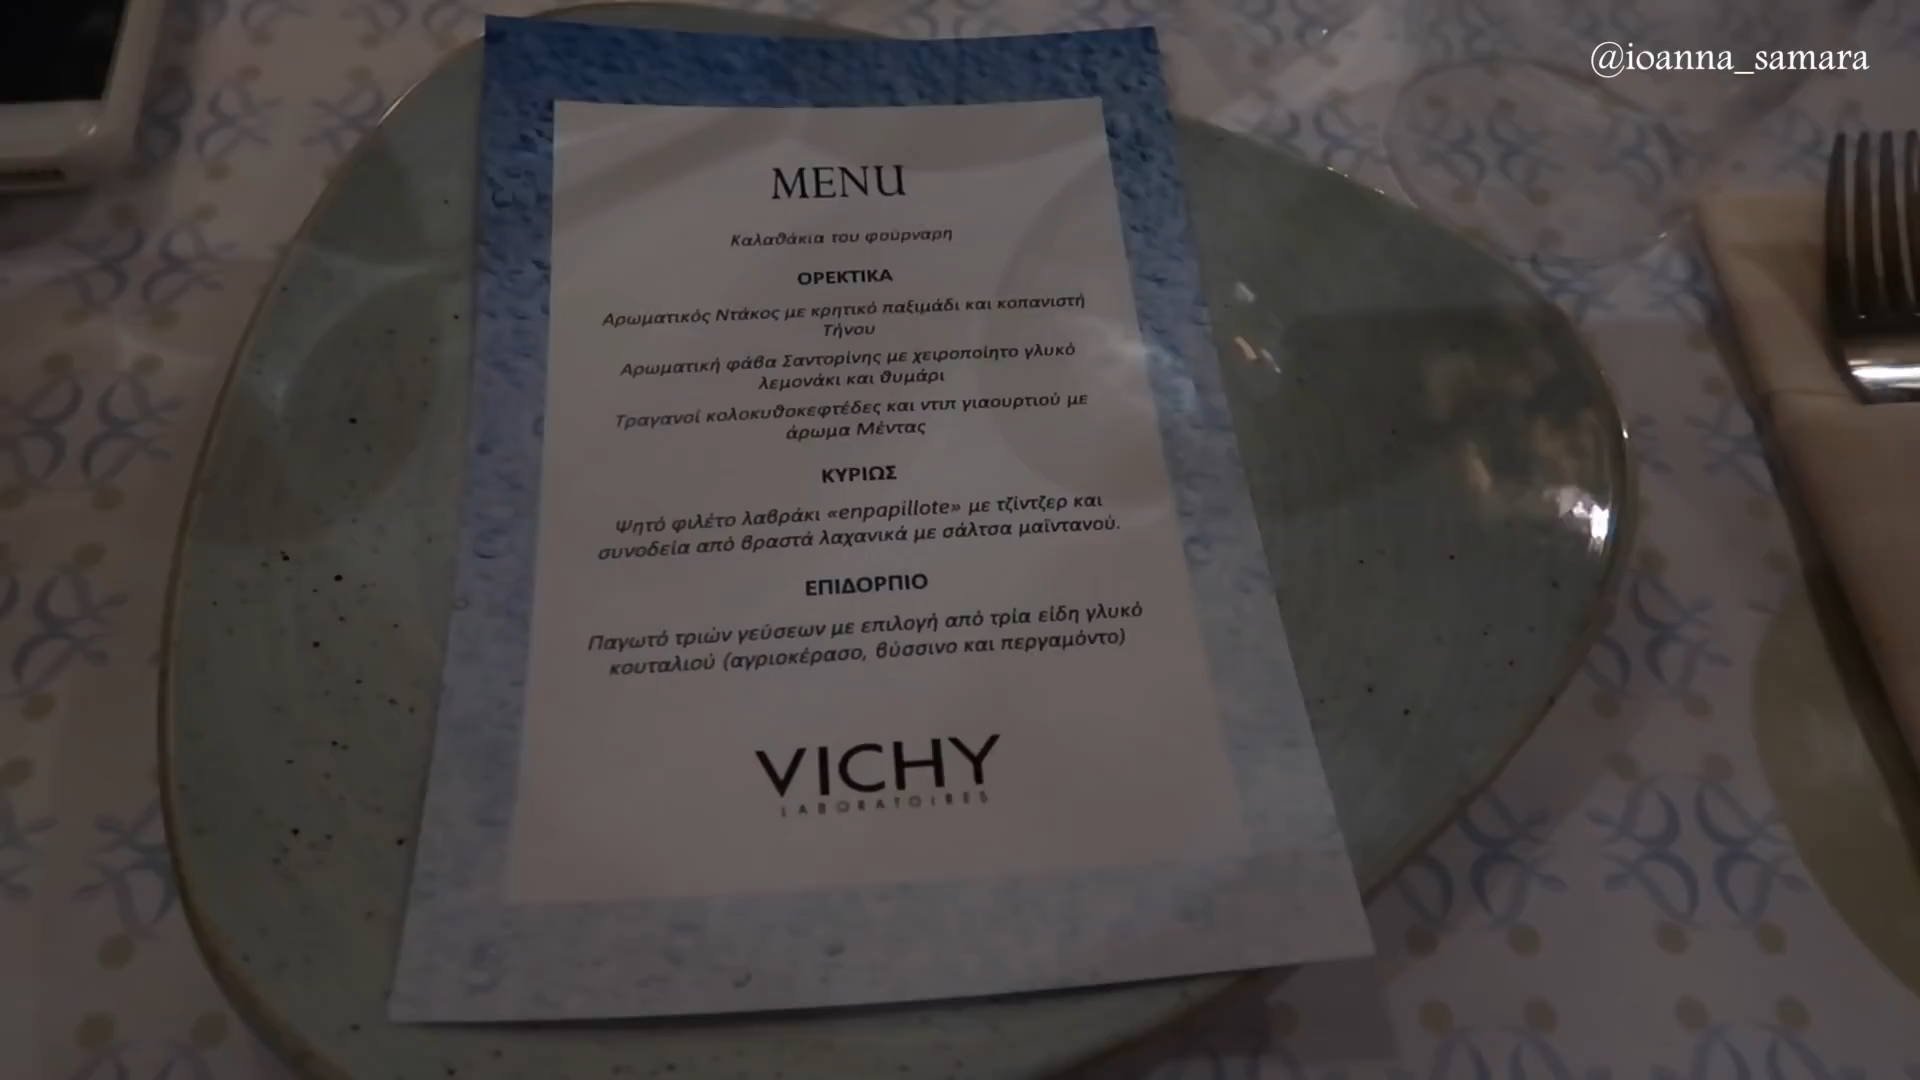 @ioanna_samara
MENU
Καλαθάκια του φούρναρη
ΟΡΕΚΤΙΚΑ
Αρωματικός Ντάκος με κρητικό παξιμάδι και κοπανιστή
Τήνου
Αρωματική φάβα Σαντορίνης με χειροποίητο γλυκό
λεμονάκι και θυμάρι
Τραγανοί κολοκυθοκεφτέδες και ντιπ γιαουρτιού με
άρωμα Μέντας
ΚΥΡΙΩΣ
Ψητό φιλέτο λαβράκι «enpapillote» με τζίντζερ και
συνοδεία από βραστά λαχανικά με σάλτσα μαϊντανού.
ΕΠΙΔΟΡΠΙΟ
Παγωτό τριών γεύσεων με επιλογή από τρία είδη γλυκό
κουταλιού (αγριοκέρασο, βύσσινο και περγαμόντο)
VICHY
LABORATOIRES